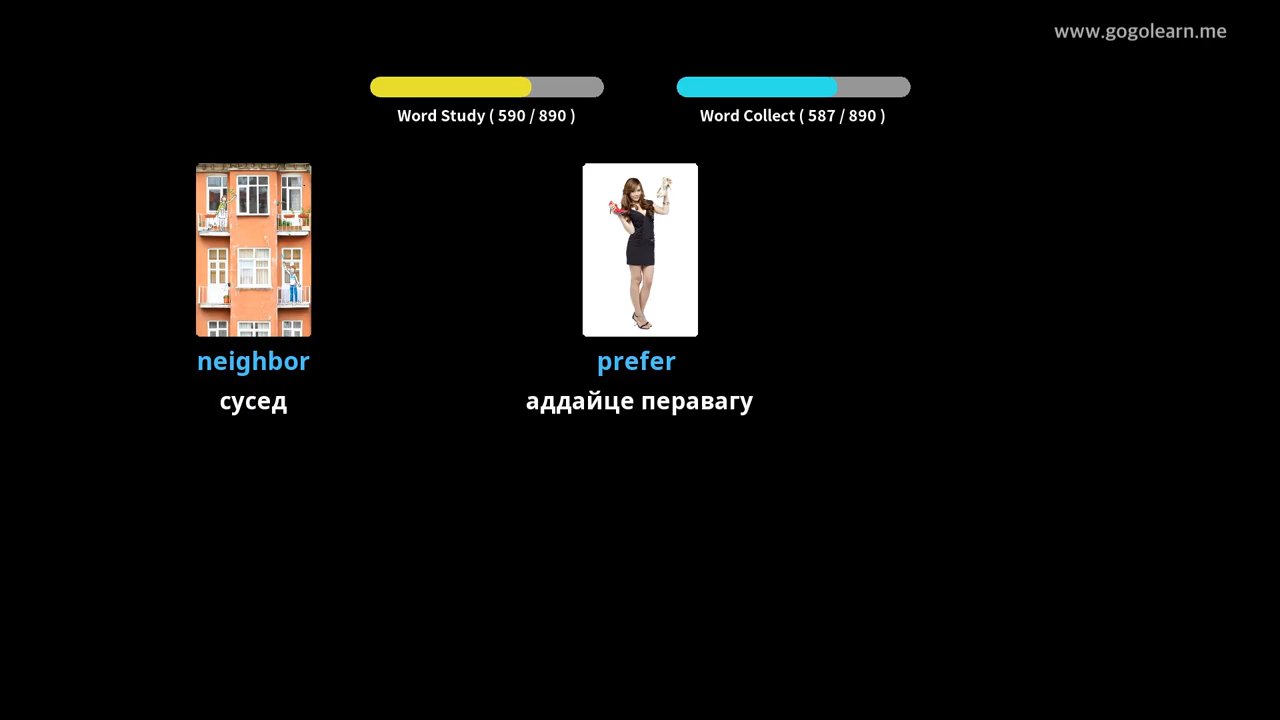 www.gogolearn.me
Word Study ( 590 / 890 )
Word Collect ( 587 / 890 )
neighbor
prefer
сусед
аддайце перавагу